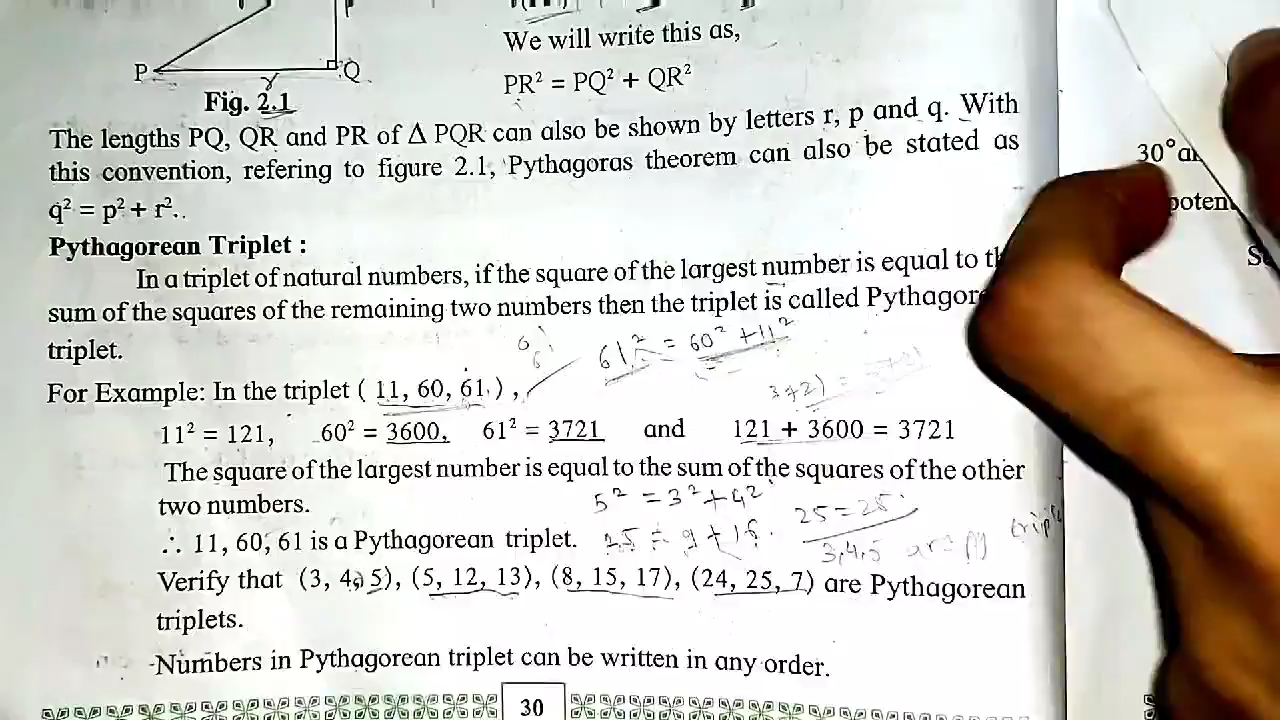 P
Q
r
Fig. 2.1
We will write this as,
PR² = PQ² + QR²
The lengths PQ, QR and PR of Δ PQR can also be shown by letters r, p and q. With
this convention, refering to figure 2.1, Pythagoras theorem can also be stated as
q² = p² + r².
Pythagorean Triplet :
In a triplet of natural numbers, if the square of the largest number is equal to
sum of the squares of the remaining two numbers then the triplet is called
triplet.
61² = 60² + 11²
For Example: In the triplet ( 11, 60, 61 ) ,
3721 =
11² = 121, 60² = 3600, 61² = 3721 and 121 + 3600 = 3721
The square of the largest number is equal to the sum of the squares of the other
two numbers.
5² = 3² + 4²
25 = 9 + 16.
25 = 25
∴ 11, 60, 61 is a Pythagorean triplet.
3,4,5 are py
Verify that (3, 4, 5), (5, 12, 13), (8, 15, 17), (24, 25, 7) are Pythagorean
triplets.
Numbers in Pythagorean triplet can be written in any order.
30
30°